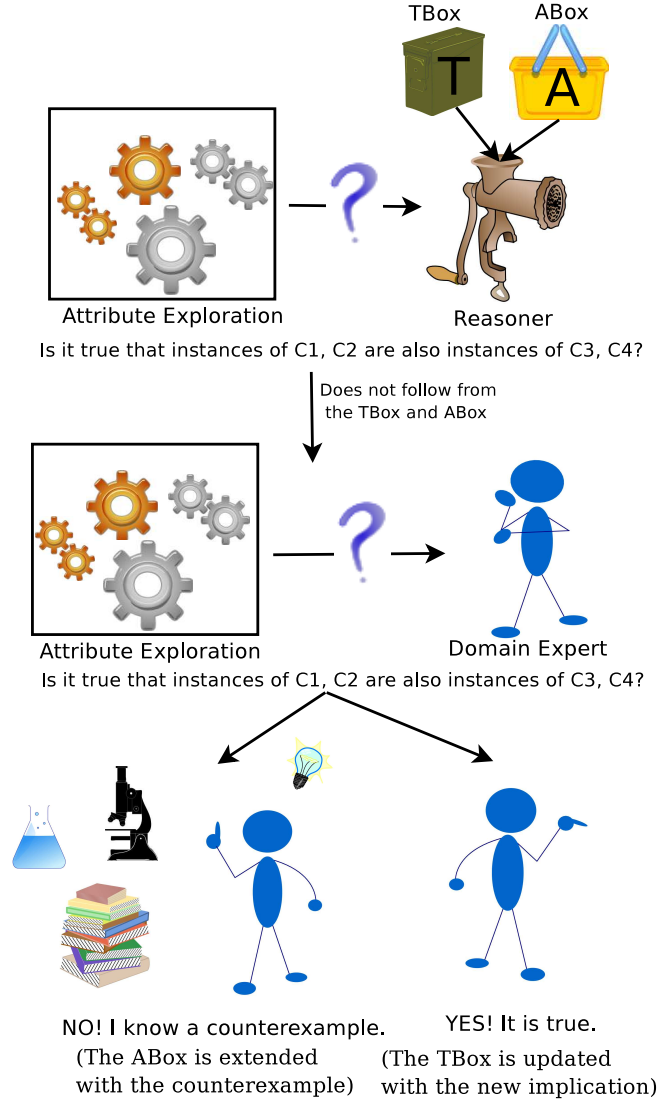 TBox
ABox
T
A
Attribute Exploration
Reasoner
Is it true that instances of C1, C2 are also instances of C3, C4?
Does not follow from
the TBox and ABox
Attribute Exploration
Domain Expert
Is it true that instances of C1, C2 are also instances of C3, C4?
NO! I know a counterexample.
(The ABox is extended
with the counterexample)
YES! It is true.
(The TBox is updated
with the new implication)